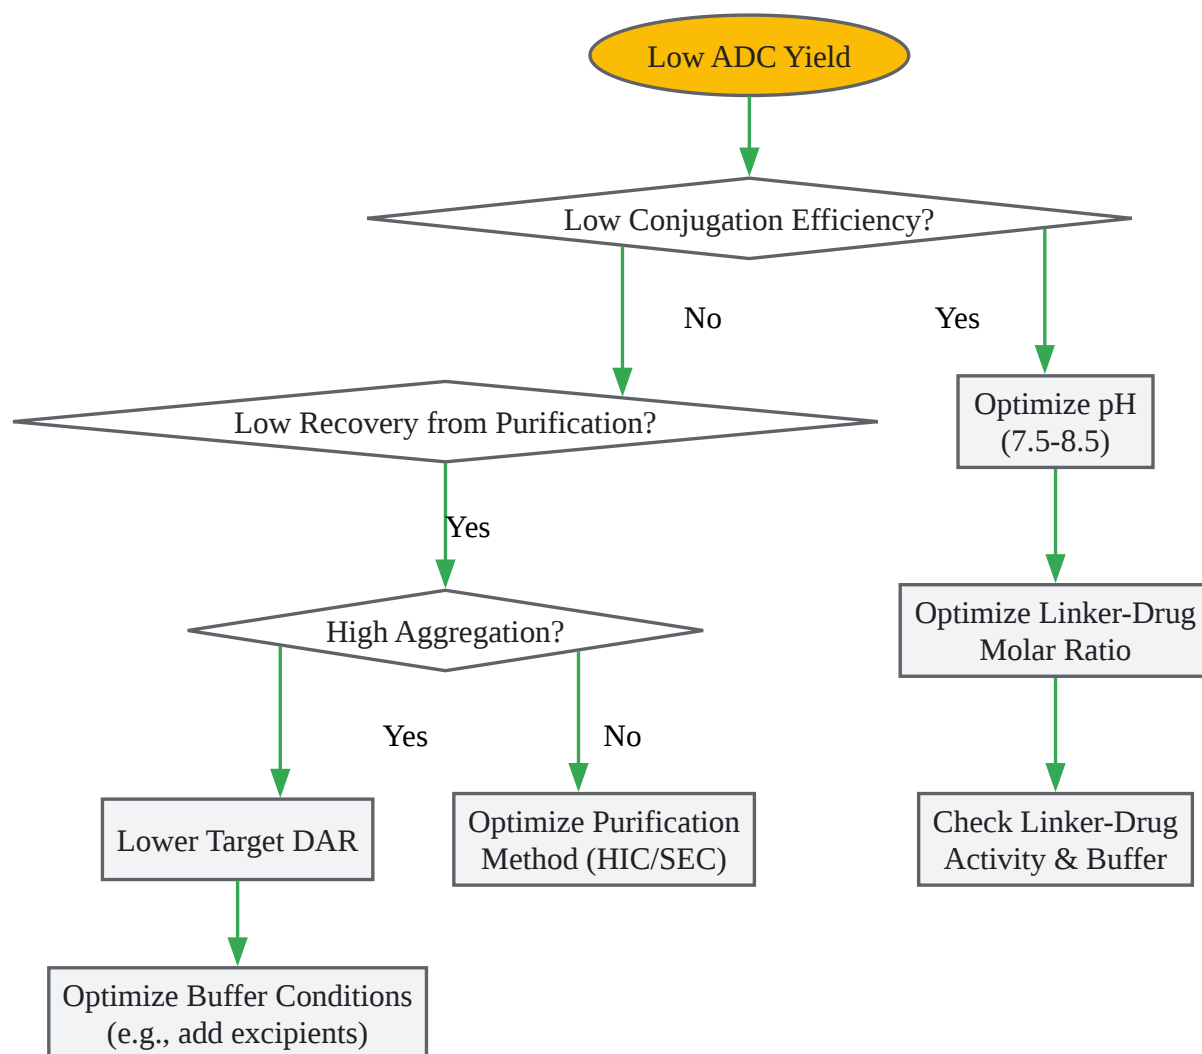 Low ADC Yield
Low Conjugation Efficiency?
No
Yes
Optimize pH
(7.5-8.5)
Low Recovery from Purification?
Yes
Optimize Linker-Drug
Molar Ratio
High Aggregation?
Yes
No
Lower Target DAR
Optimize Purification
Method (HIC/SEC)
Check Linker-Drug
Activity & Buffer
Optimize Buffer Conditions
(e.g., add excipients)